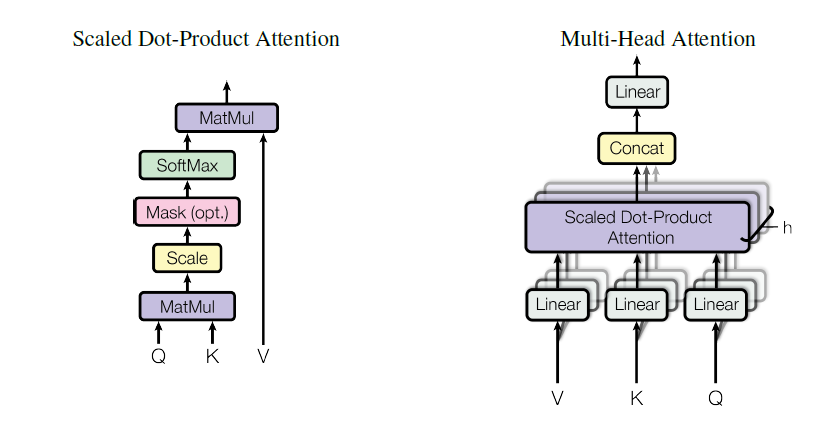 Scaled Dot-Product Attention
MatMul
SoftMax
Mask (opt.)
Scale
MatMul
Q K V
Multi-Head Attention
Linear
Concat
Scaled Dot-Product
Attention
h
Linear Linear Linear
V K Q